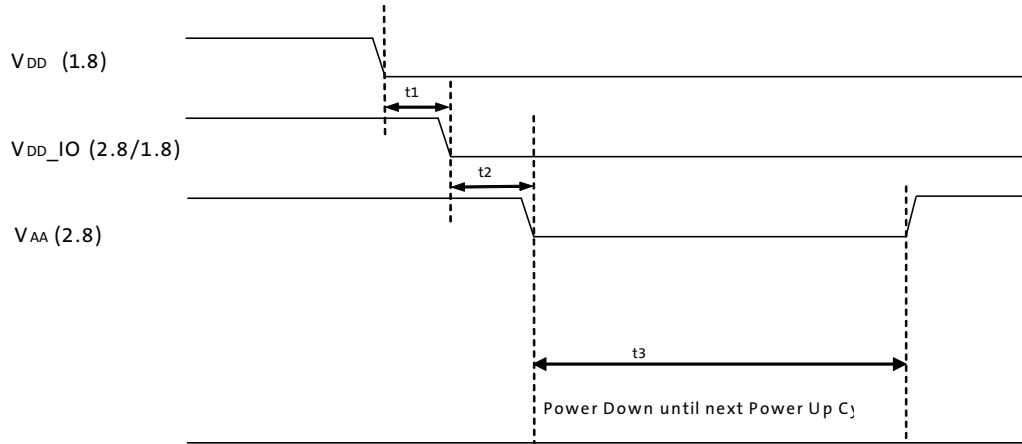 VDD (1.8)
t1
VDD_IO (2.8/1.8)
t2
VAA (2.8)
t3
Power Down until next Power Up Cy